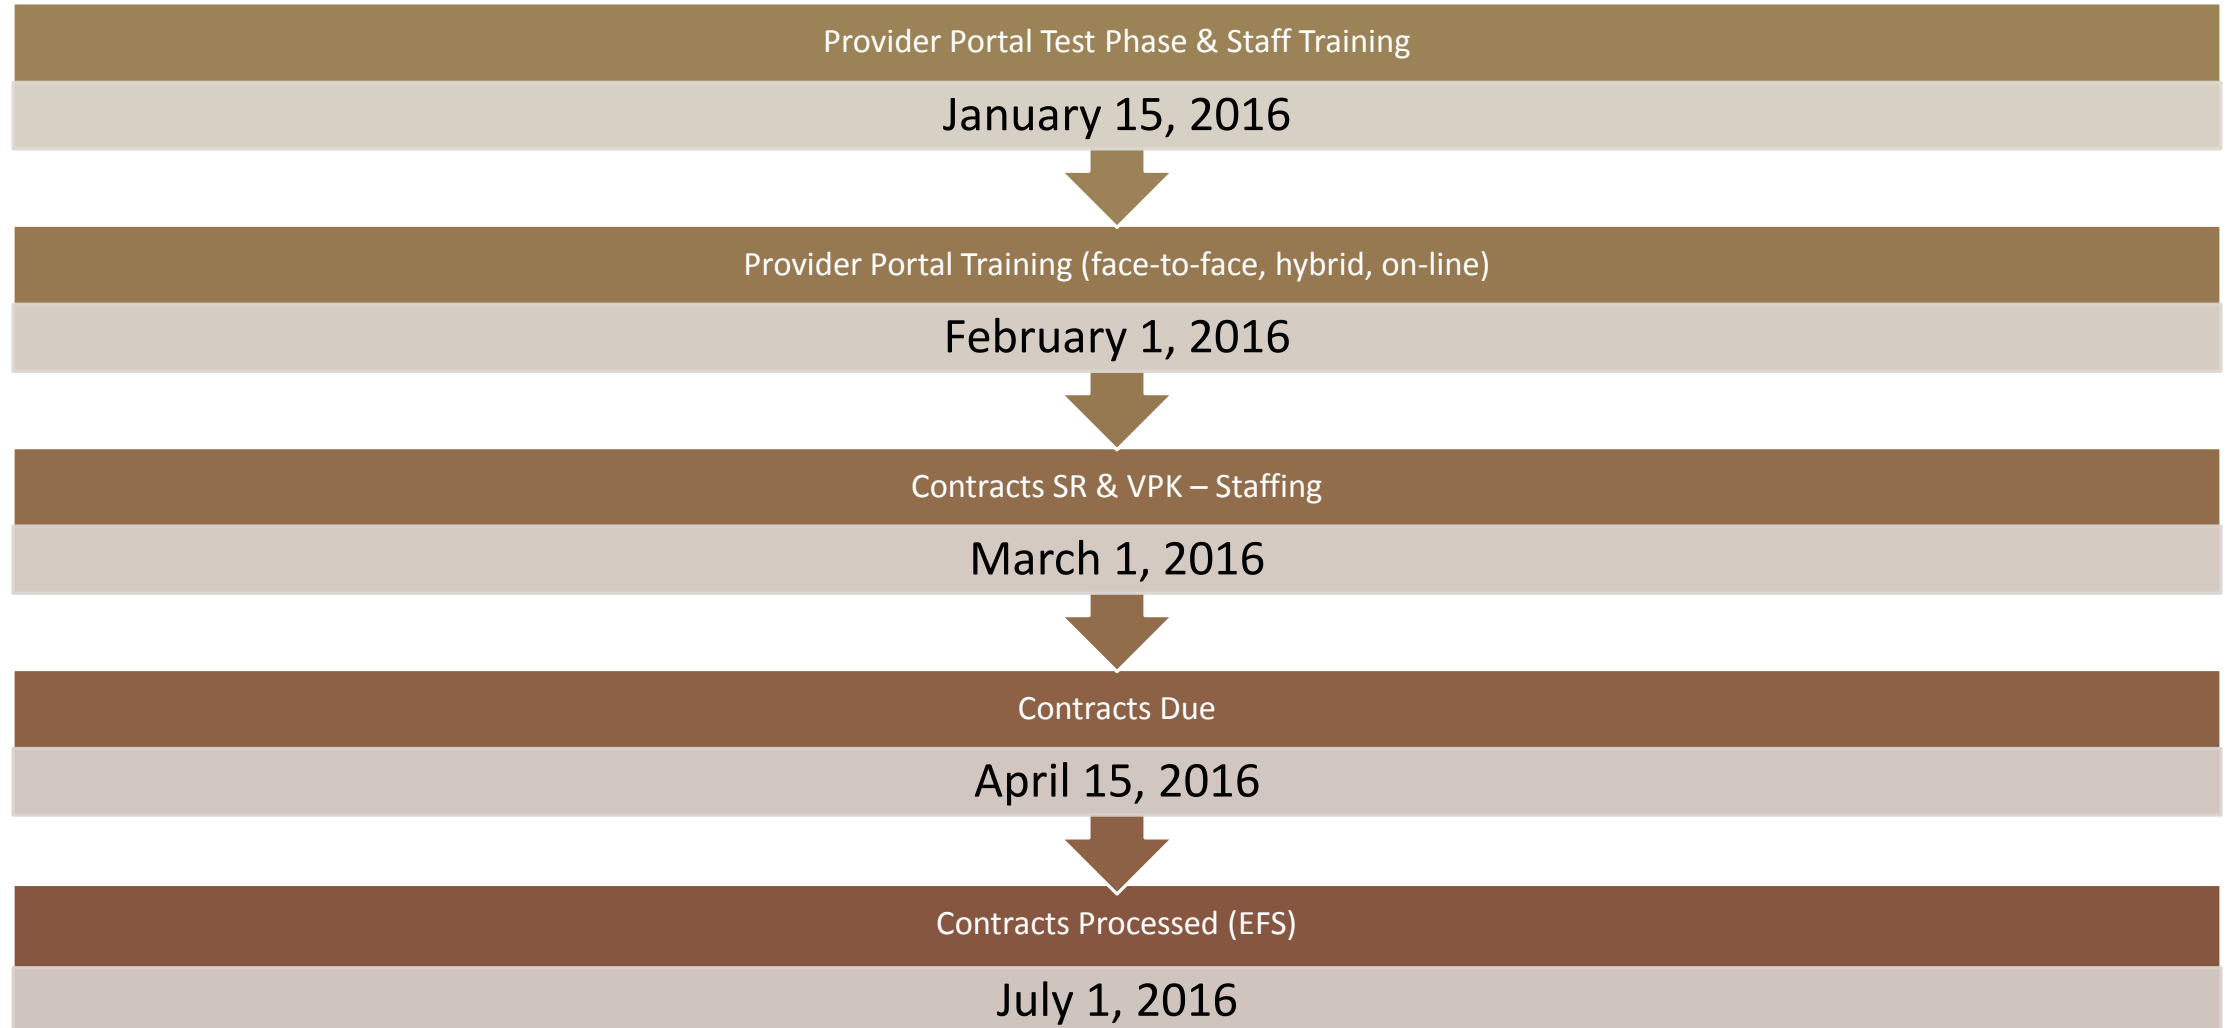 Provider Portal Test Phase & Staff Training
January 15, 2016
Provider Portal Training (face-to-face, hybrid, on-line)
February 1, 2016
Contracts SR & VPK – Staffing
March 1, 2016
Contracts Due
April 15, 2016
Contracts Processed (EFS)
July 1, 2016